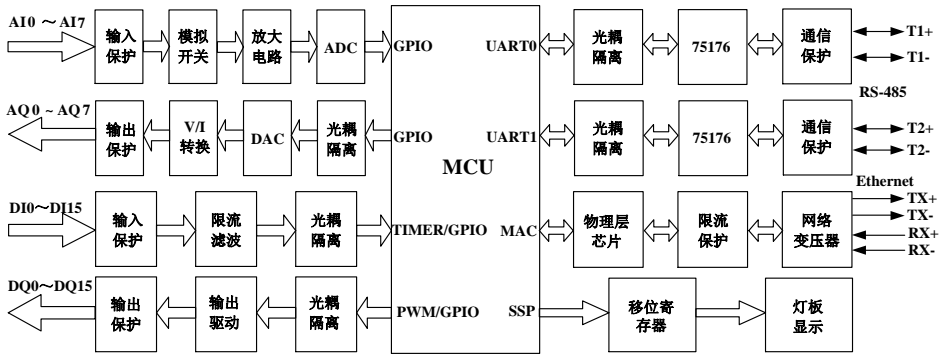 AI0 ～ AI7
输入
保护
模拟
开关
放大
电路
ADC
GPIO
AQ0 ~ AQ7
输出
保护
V/I
转换
DAC
光耦
隔离
GPIO
DI0～DI15
输入
保护
限流
滤波
光耦
隔离
TIMER/GPIO
DQ0～DQ15
输出
保护
输出
驱动
光耦
隔离
PWM/GPIO
MCU
UART0
光耦
隔离
75176
通信
保护
T1+
T1-
RS-485
UART1
光耦
隔离
75176
通信
保护
T2+
T2-
Ethernet
MAC
物理层
芯片
限流
保护
网络
变压器
TX+
TX-
RX+
RX-
SSP
移位寄
存器
灯板
显示